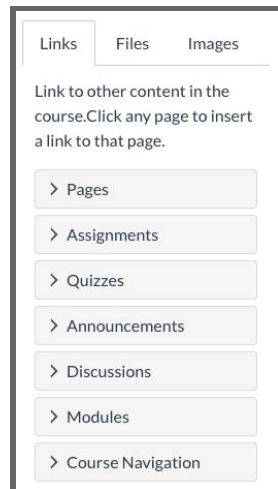 Links Files Images
Link to other content in the
course.Click any page to insert
a link to that page.
Pages
Assignments
Quizzes
Announcements
Discussions
Modules
Course Navigation